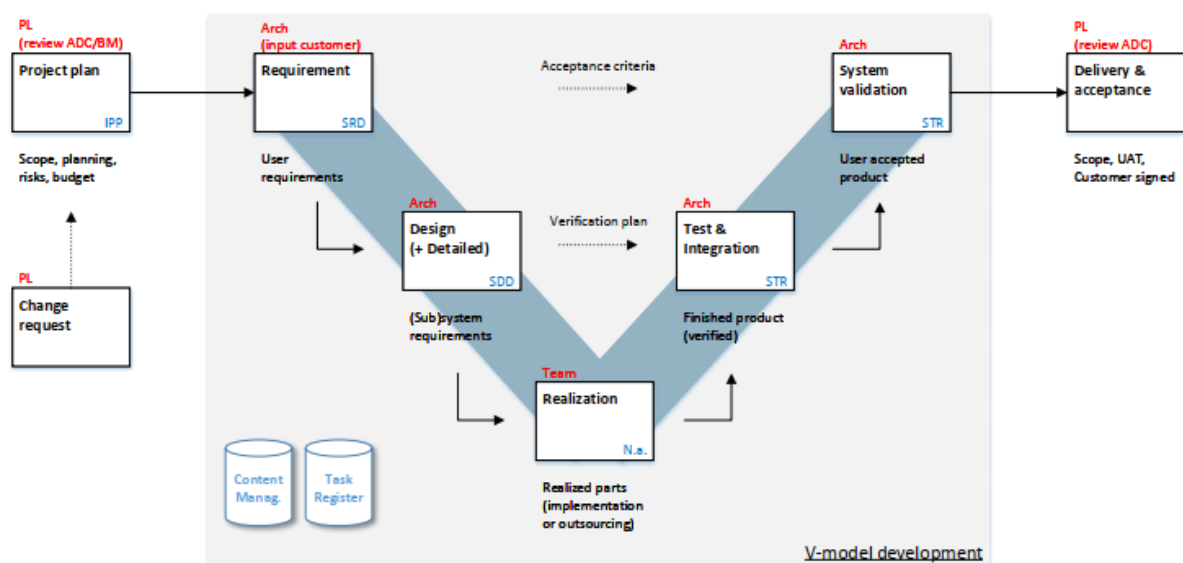 PL
(review ADC/BM)
Project plan
IPP
Scope, planning,
risks, budget
PL
Change
request
Arch
(input customer)
Requirement
SRD
User
requirements
Acceptance criteria
Arch
Design
(+ Detailed)
SDD
(Sub)system
requirements
Verification plan
Team
Realization
N.a.
Realized parts
(implementation
or outsourcing)
Arch
Test &
Integration
STR
Finished product
(verified)
Arch
System
validation
STR
User accepted
product
PL
(review ADC)
Delivery &
acceptance
Scope, UAT,
Customer signed
Content
Manag.
Task
Register
V-model development